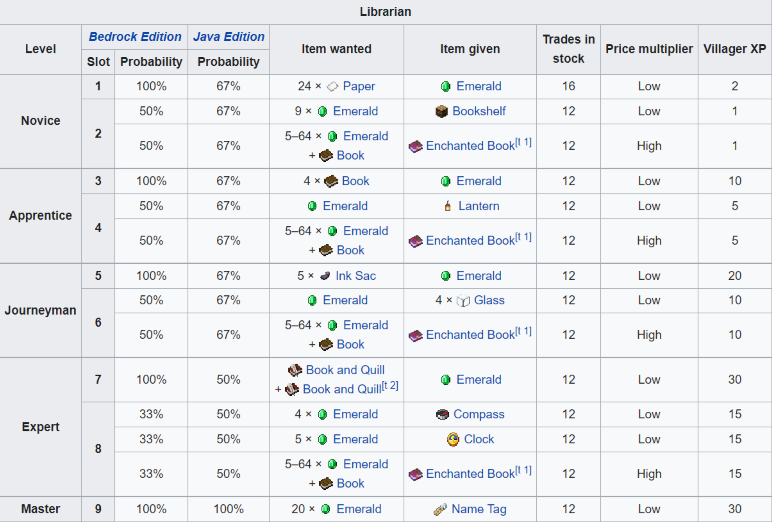 Librarian
Level Bedrock Edition Java Edition Item wanted Item given Trades in stock Price multiplier Villager XP
Slot Probability Probability
Novice 1 100% 67% 24 × Paper Emerald 16 Low 2
2 50% 67% 9 × Emerald Bookshelf 12 Low 1
50% 67% 5–64 × Emerald + Book Enchanted Book[t 1] 12 High 1
Apprentice 3 100% 67% 4 × Book Emerald 12 Low 10
4 50% 67% Emerald Lantern 12 Low 5
50% 67% 5–64 × Emerald + Book Enchanted Book[t 1] 12 High 5
Journeyman 5 100% 67% 5 × Ink Sac Emerald 12 Low 20
6 50% 67% Emerald 4 × Glass 12 Low 10
50% 67% 5–64 × Emerald + Book Enchanted Book[t 1] 12 High 10
Expert 7 100% 50% Book and Quill + Book and Quill[t 2] Emerald 12 Low 30
8 33% 50% 4 × Emerald Compass 12 Low 15
33% 50% 5 × Emerald Clock 12 Low 15
33% 50% 5–64 × Emerald + Book Enchanted Book[t 1] 12 High 15
Master 9 100% 100% 20 × Emerald Name Tag 12 Low 30